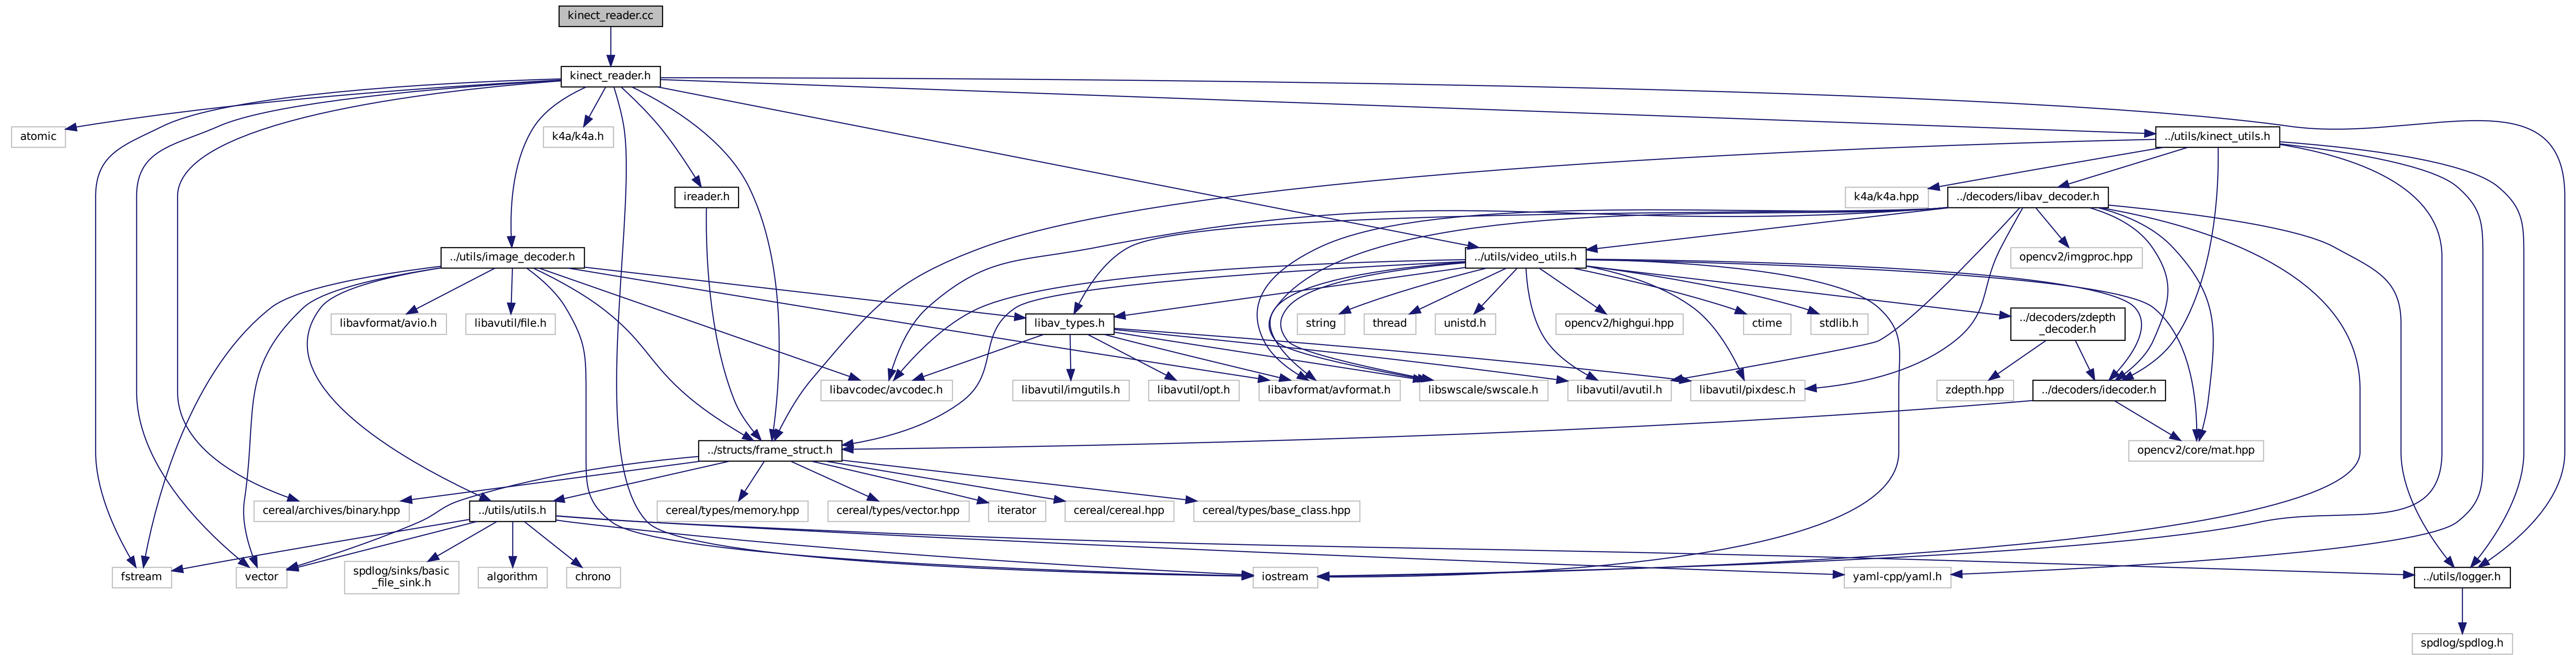 kinect_reader.cc
kinect_reader.h
atomic
k4a/k4a.h
../utils/kinect_utils.h
ireader.h
k4a/k4a.hpp
../decoders/libav_decoder.h
../utils/image_decoder.h
../utils/video_utils.h
opencv2/imgproc.hpp
libavformat/avio.h
libavutil/file.h
libav_types.h
string
thread
unistd.h
opencv2/highgui.hpp
ctime
stdlib.h
../decoders/zdepth
_decoder.h
libavcodec/avcodec.h
libavutil/imgutils.h
libavutil/opt.h
libavformat/avformat.h
libswscale/swscale.h
libavutil/avutil.h
libavutil/pixdesc.h
zdepth.hpp
../decoders/idecoder.h
../structs/frame_struct.h
opencv2/core/mat.hpp
cereal/archives/binary.hpp
../utils/utils.h
cereal/types/memory.hpp
cereal/types/vector.hpp
iterator
cereal/cereal.hpp
cereal/types/base_class.hpp
fstream
vector
spdlog/sinks/basic
_file_sink.h
algorithm
chrono
iostream
yaml-cpp/yaml.h
../utils/logger.h
spdlog/spdlog.h